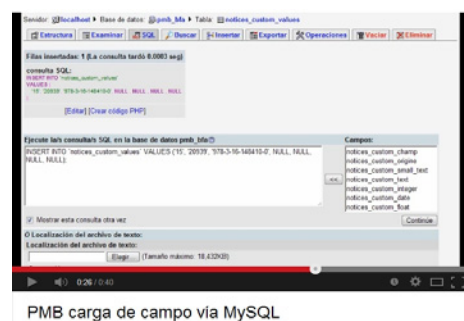 Servidor: localhost Base de datos: pmb_bfa Tabla: notices_custom_values
Estructura Examinar SQL Buscar Insertar Exportar Operaciones Vaciar Eliminar
Filas insertadas: 1 (La consulta tardó 0.0003 seg)
consulta SQL:
INSERT INTO `notices_custom_values`
VALUES (
'15', '20939', '978-3-16-148410-0', NULL, NULL, NULL, NULL
[Editar] [Crear código PHP]
Ejecute la/s consulta/s SQL en la base de datos pmb_bfa
INSERT INTO `notices_custom_values` VALUES ('15', '20939', '978-3-16-148410-0', NULL, NULL,
NULL, NULL);
Campos:
notices_custom_champ
notices_custom_origine
notices_custom_small_text
notices_custom_text
notices_custom_integer
notices_custom_date
notices_custom_float
<<
Mostrar esta consulta otra vez
Continúe
O Localización del archivo de texto:
Localización del archivo de texto:
Elegir... (Tamaño máximo: 18,432KB)
0:26 / 0:40
PMB carga de campo vía MySQL